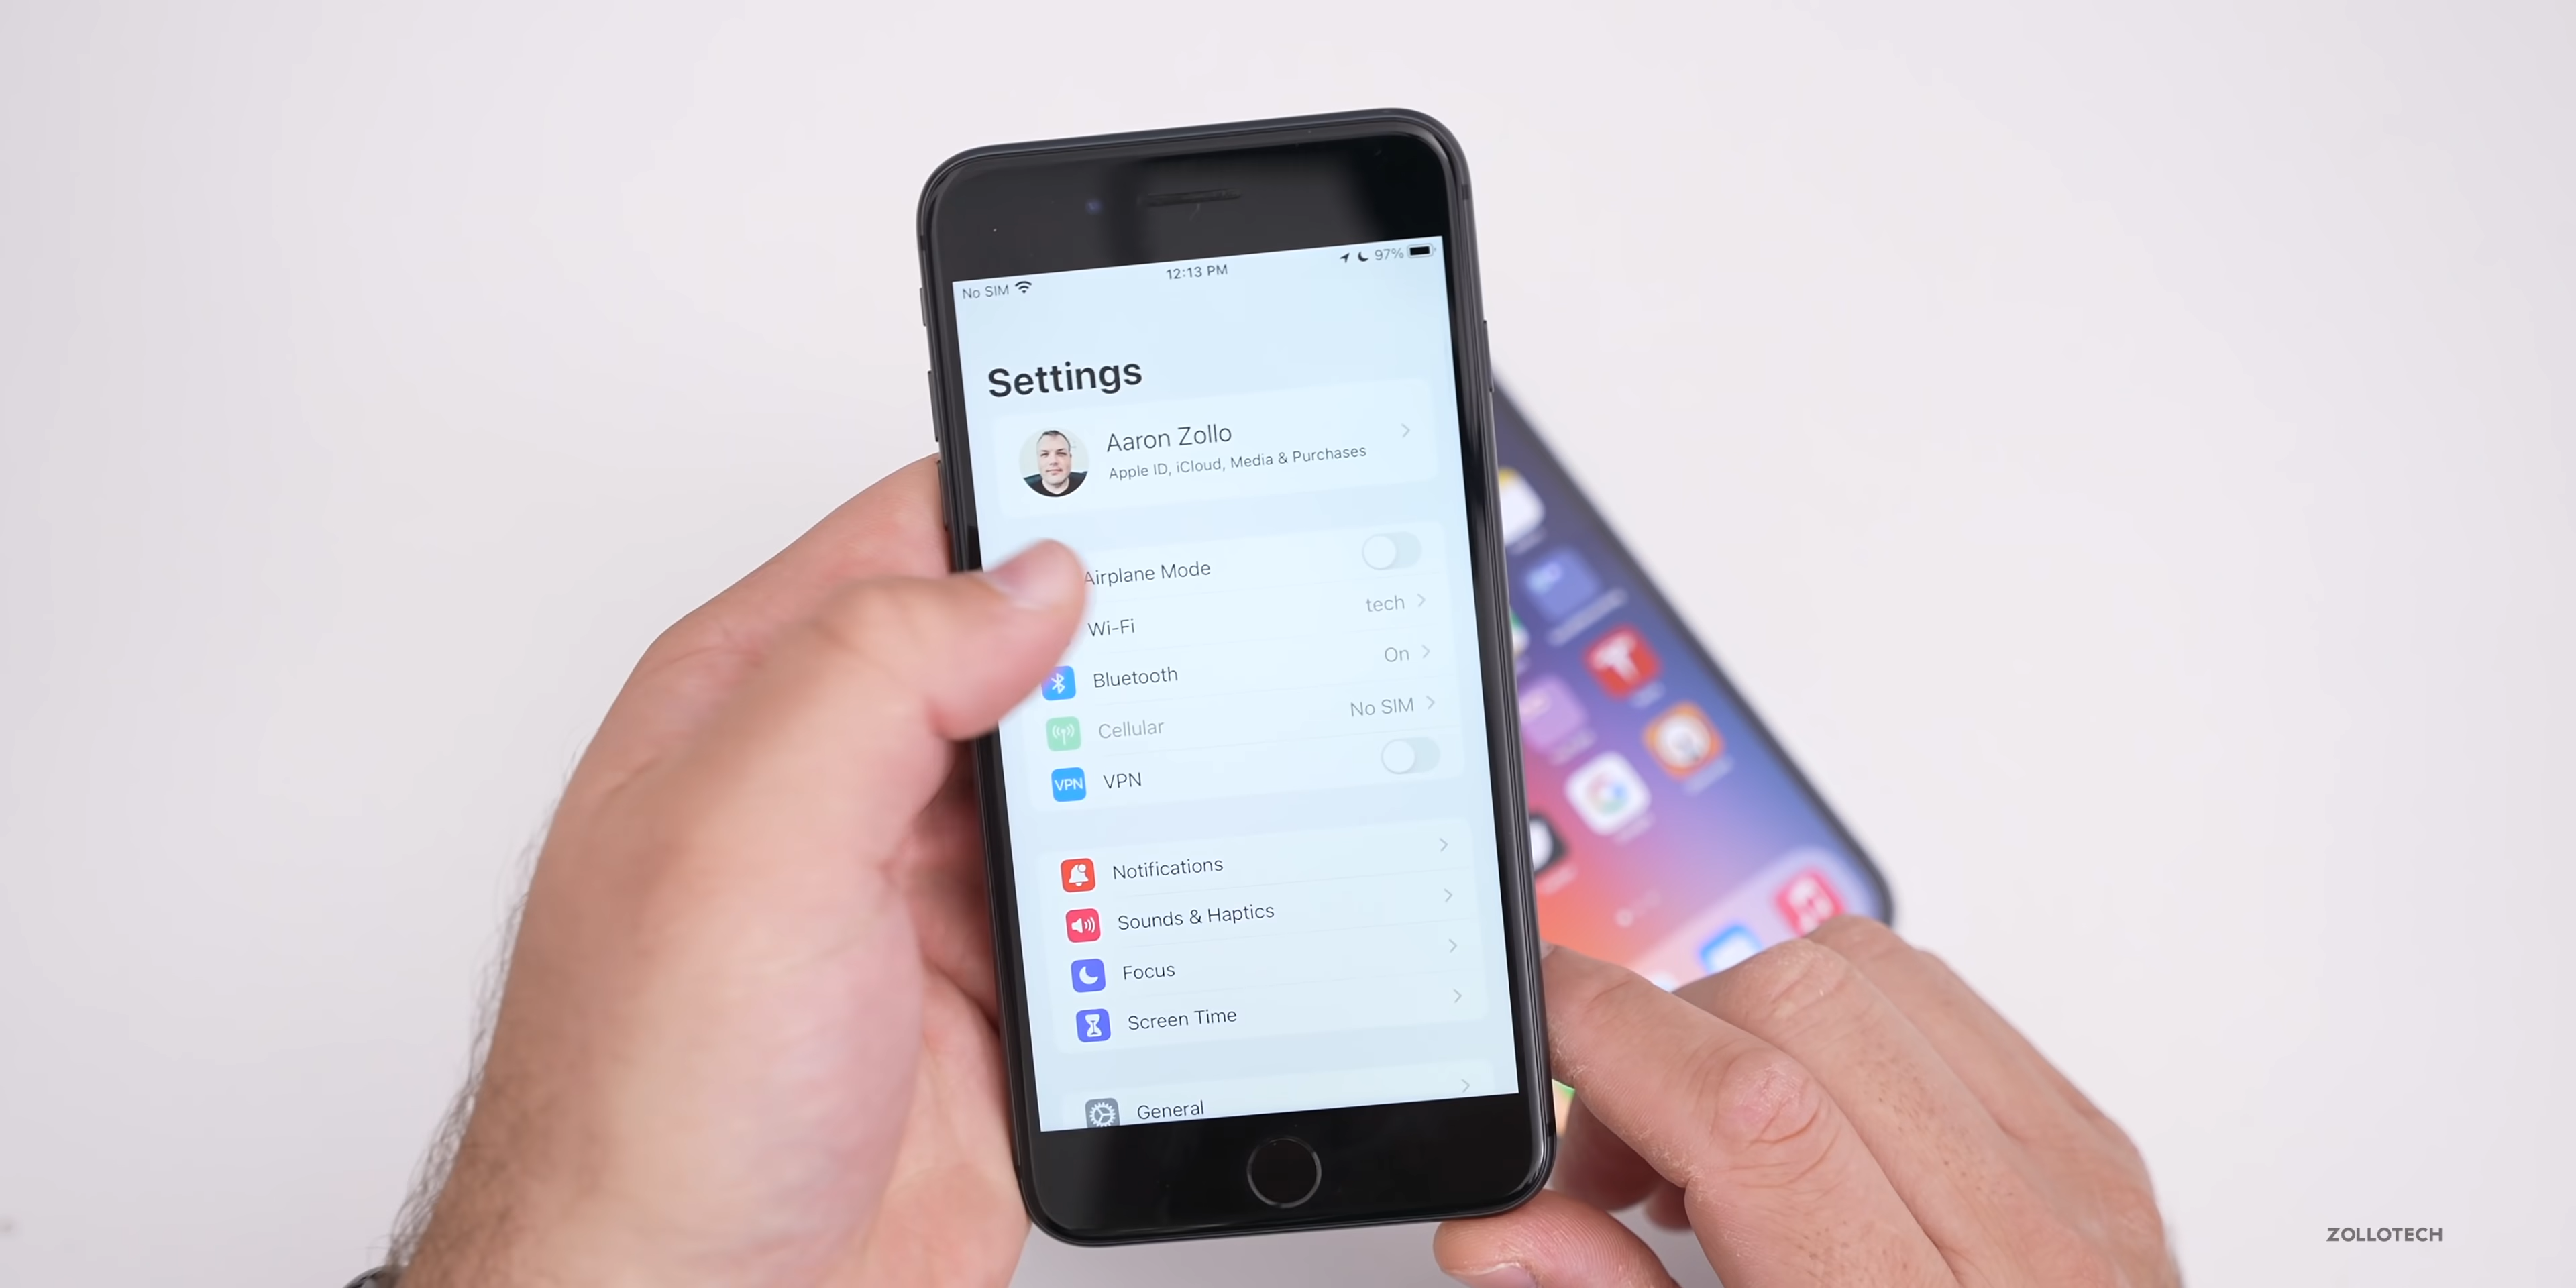 No SIM
12:13 PM
97%
Settings
Aaron Zollo
Apple ID, iCloud, Media & Purchases
Airplane Mode
Wi-Fi
tech
Bluetooth
On
Cellular
No SIM
VPN
VPN
Notifications
Sounds & Haptics
Focus
Screen Time
General
ZOLLOTECH